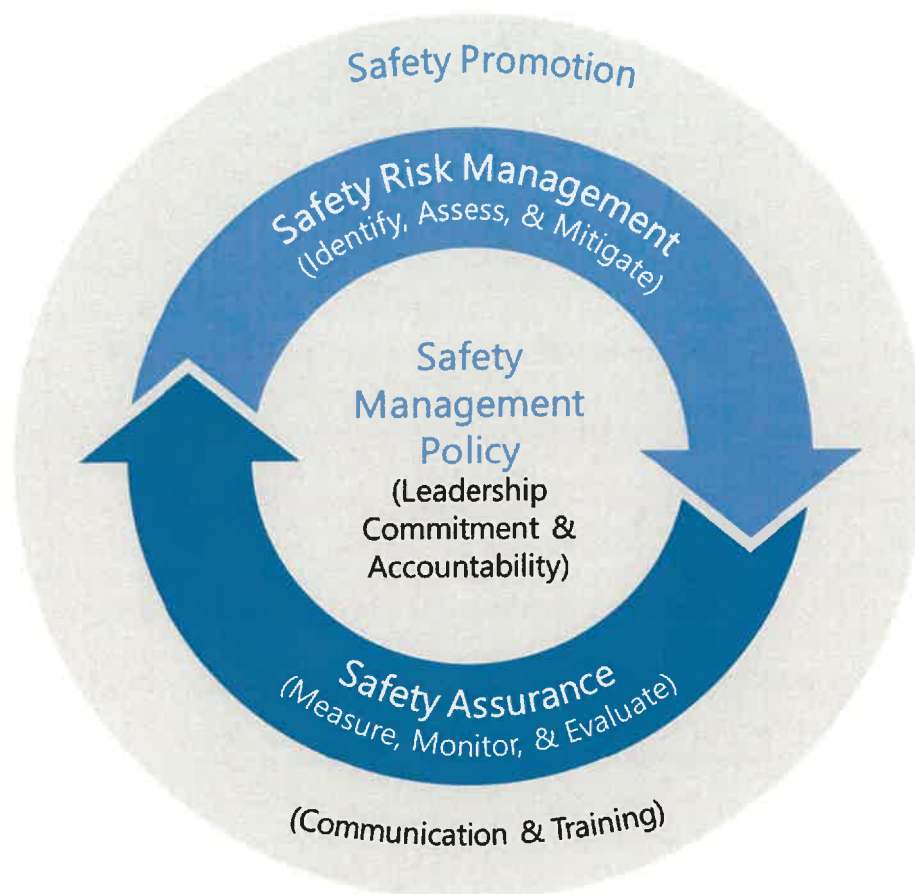 Safety Promotion
Safety Risk Management
(Identify, Assess, & Mitigate)
Safety
Management
Policy
(Leadership
Commitment &
Accountability)
Safety Assurance
(Measure, Monitor, & Evaluate)
(Communication & Training)